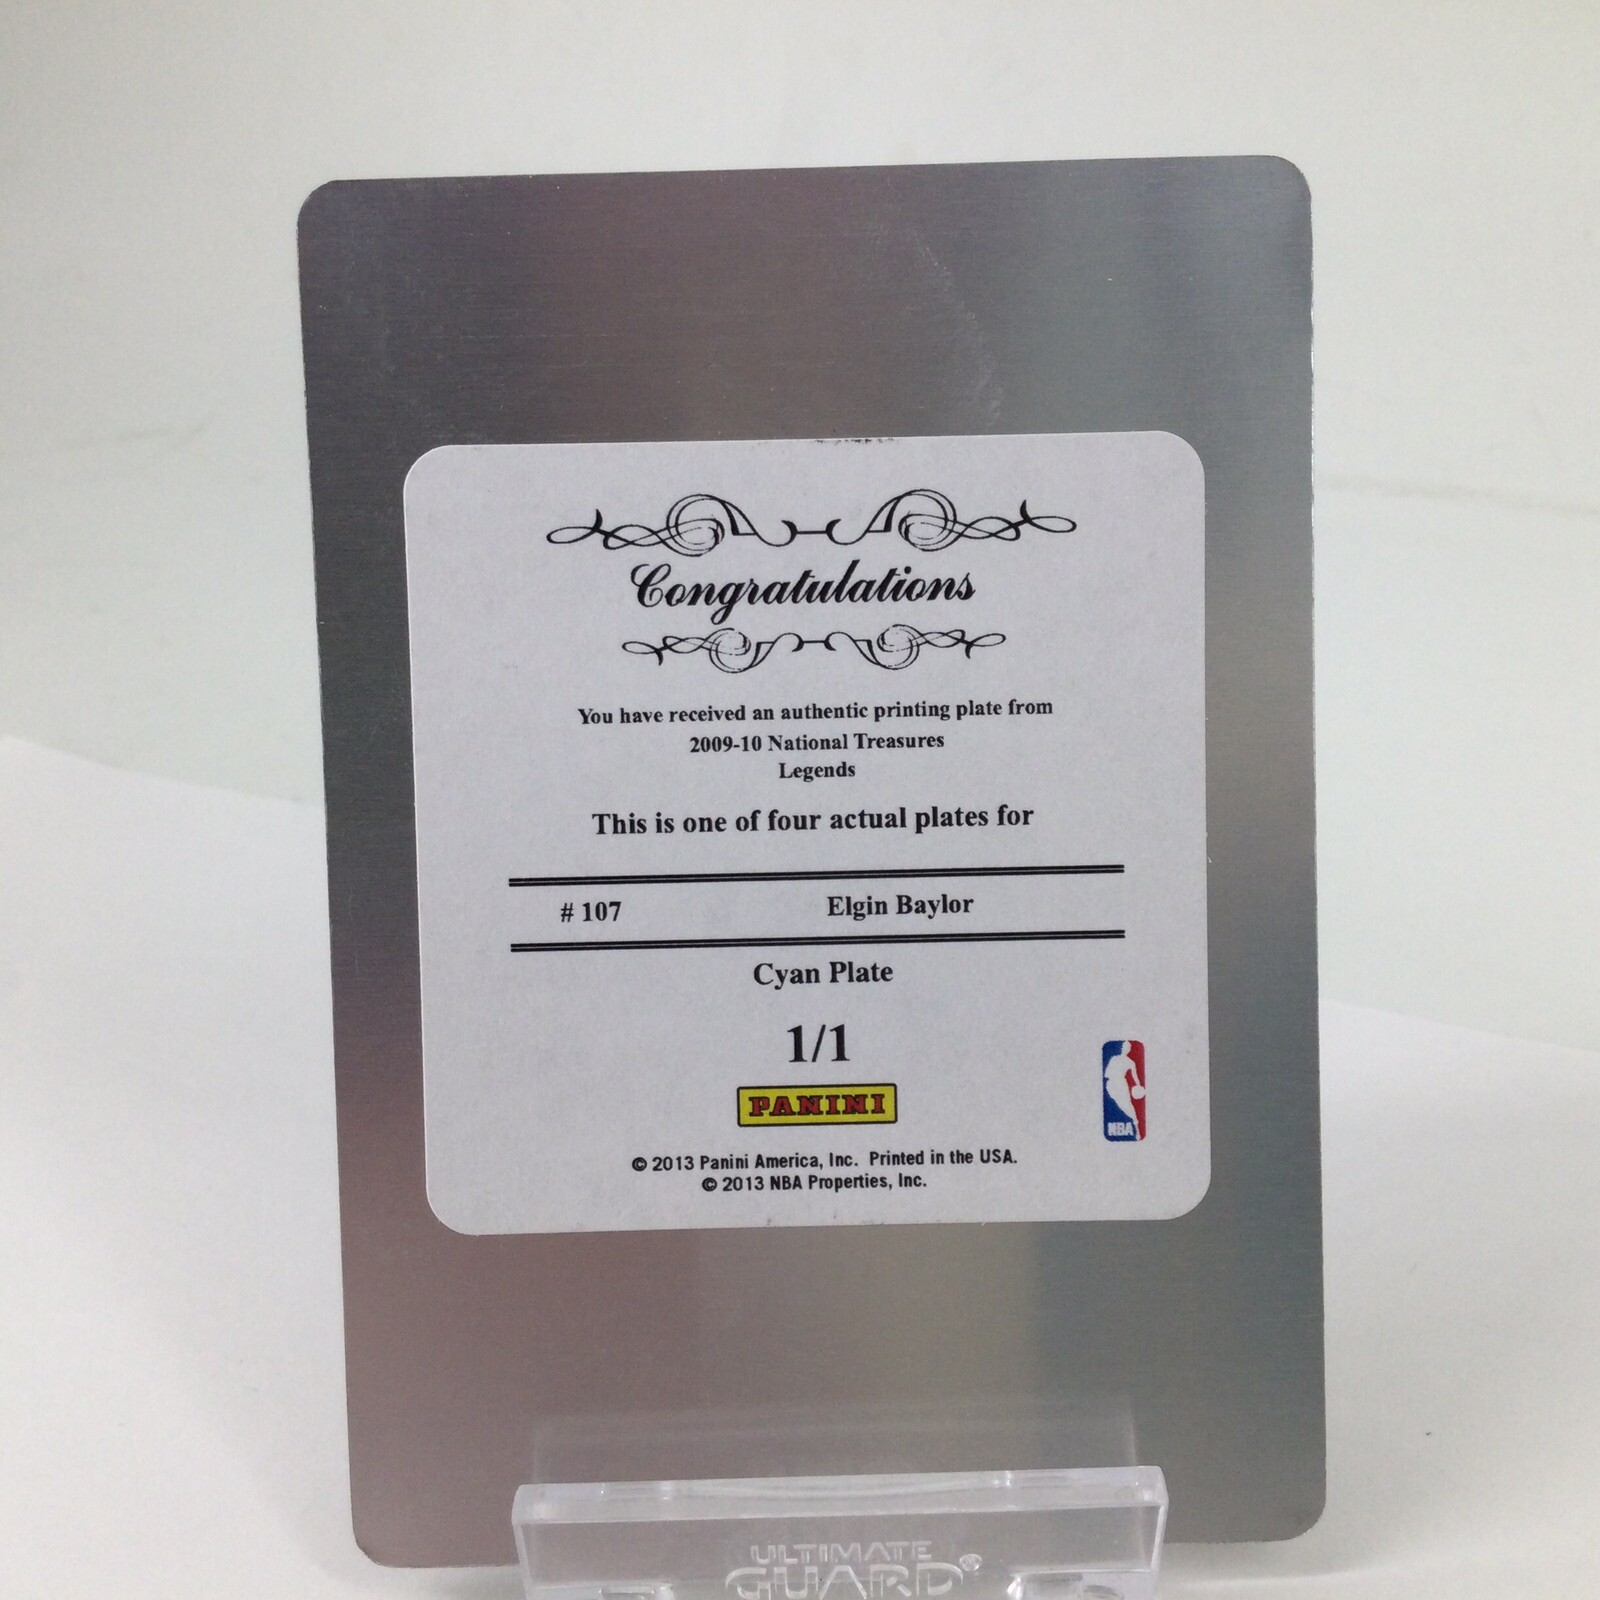 Congratulations
You have received an authentic printing plate from
2009-10 National Treasures
Legends
This is one of four actual plates for
# 107 Elgin Baylor
Cyan Plate
1/1
PANINI
NBA
© 2013 Panini America, Inc. Printed in the USA.
© 2013 NBA Properties, Inc.
ULTIMATE
GUARD®